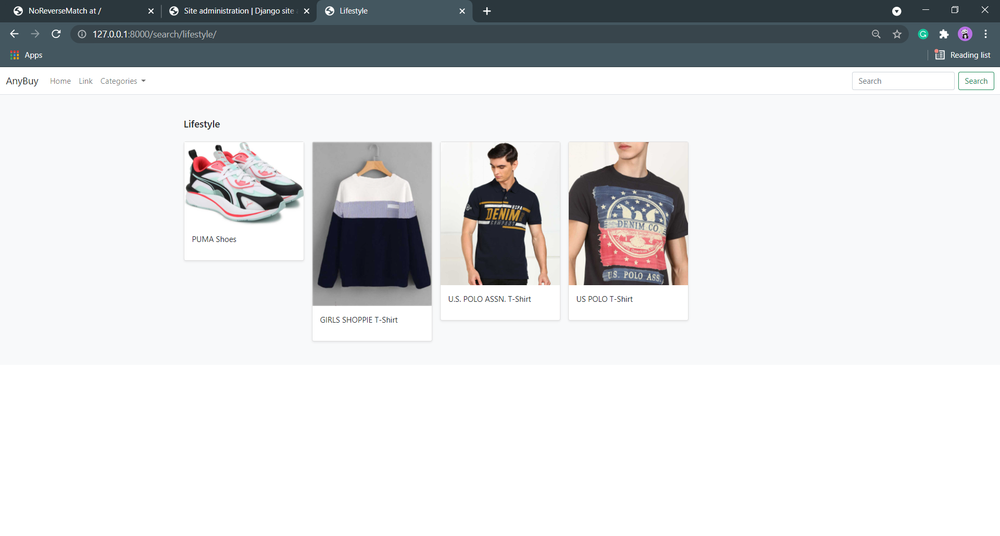 NoReverseMatch at /
Site administration | Django site
Lifestyle
127.0.0.1:8000/search/lifestyle/
Apps
Reading list
AnyBuy
Home
Link
Categories
Search
Search
Lifestyle
USPA
DENIM
COMPANY
DENIM CO.
U.S. POLO ASS
PUMA Shoes
GIRLS SHOPPIE T-Shirt
U.S. POLO ASSN. T-Shirt
US POLO T-Shirt